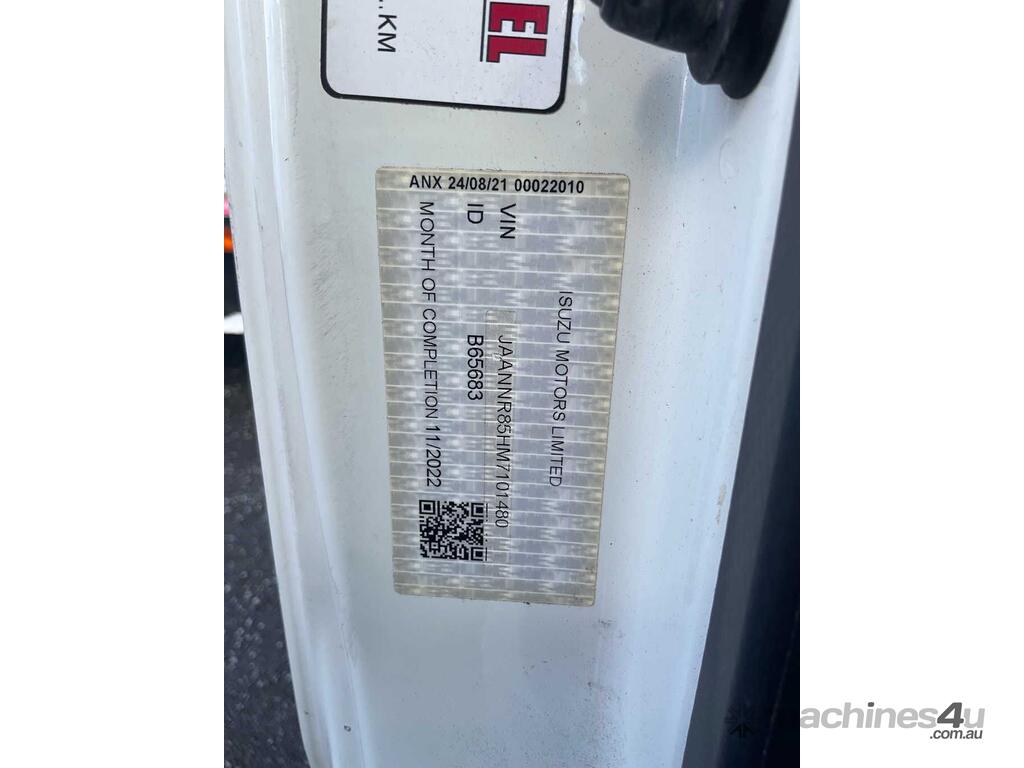 EL
.KM
ANX 24/08/21 00022010
ISUZU MOTORS LIMITED
VIN JAANNR85HM7101480
ID B65683
MONTH OF COMPLETION 11/2022
machines4u
.com.au